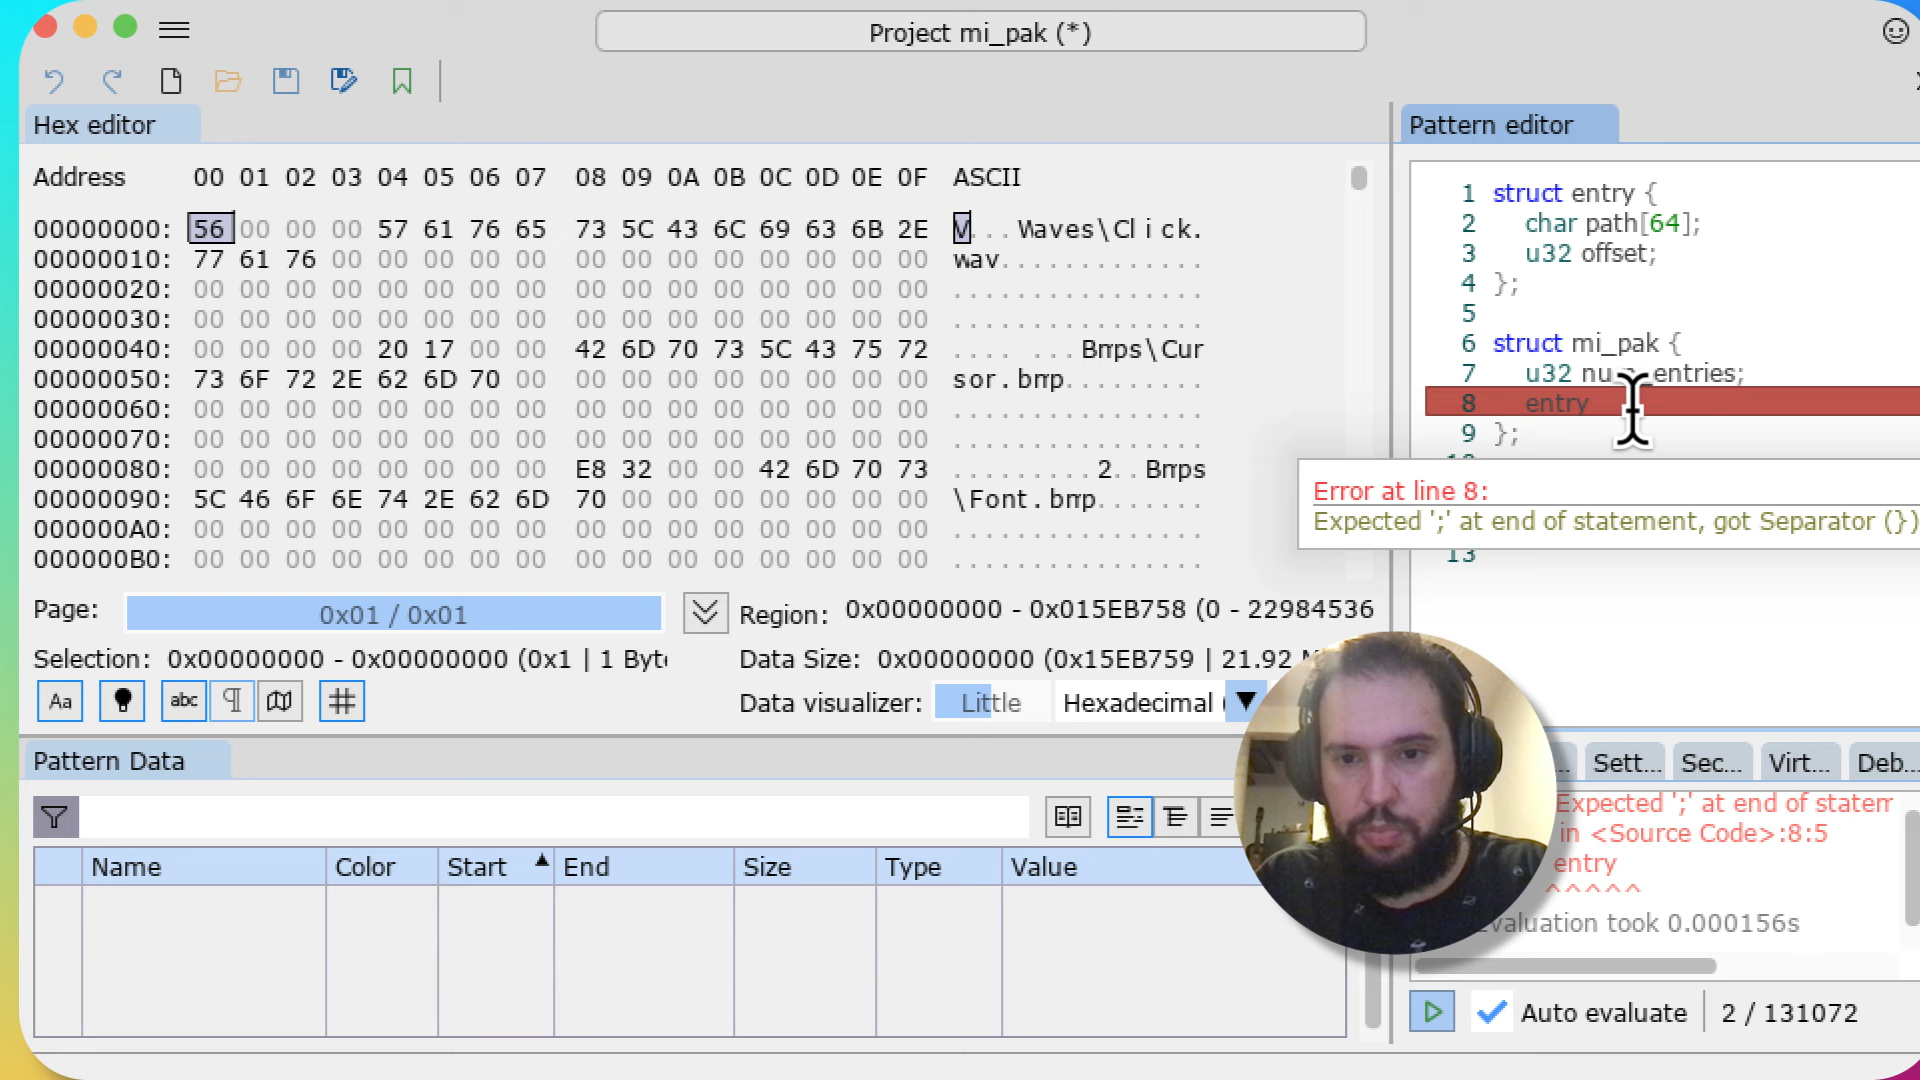 Project mi_pak (*)
Hex editor
Address 00 01 02 03 04 05 06 07 08 09 0A 0B 0C 0D 0E 0F ASCII
00000000: 56 00 00 00 57 61 76 65 73 5C 43 6C 69 63 6B 2E V...Waves\Click.
00000010: 77 61 76 00 00 00 00 00 00 00 00 00 00 00 00 00 wav.............
00000020: 00 00 00 00 00 00 00 00 00 00 00 00 00 00 00 00 ................
00000030: 00 00 00 00 00 00 00 00 00 00 00 00 00 00 00 00 ................
00000040: 00 00 00 00 20 17 00 00 42 6D 70 73 5C 43 75 72 .... ...Bmps\Cur
00000050: 73 6F 72 2E 62 6D 70 00 00 00 00 00 00 00 00 00 sor.bmp.........
00000060: 00 00 00 00 00 00 00 00 00 00 00 00 00 00 00 00 ................
00000070: 00 00 00 00 00 00 00 00 00 00 00 00 00 00 00 00 ................
00000080: 00 00 00 00 00 00 00 00 E8 32 00 00 42 6D 70 73 .........2..Bmps
00000090: 5C 46 6F 6E 74 2E 62 6D 70 00 00 00 00 00 00 00 \Font.bmp.......
000000A0: 00 00 00 00 00 00 00 00 00 00 00 00 00 00 00 00 ................
000000B0: 00 00 00 00 00 00 00 00 00 00 00 00 00 00 00 00 ................
Page: 0x01 / 0x01 Region: 0x00000000 - 0x015EB758 (0 - 22984536
Selection: 0x00000000 - 0x00000000 (0x1 | 1 Byte Data Size: 0x00000000 (0x15EB759 | 21.92
Aa abc Data visualizer: Little Hexadecimal (
Pattern editor
1 struct entry {
2 char path[64];
3 u32 offset;
4 };
5
6 struct mi_pak {
7 u32 num_entries;
8 entry
9 };
Error at line 8:
Expected ';' at end of statement, got Separator (})
13
Pattern Data
Name Color Start End Size Type Value
Sett... Sec... Virt... Deb...
Expected ';' at end of statem
in <Source Code>:8:5
entry
^^^^^
valuation took 0.000156s
Auto evaluate 2 / 131072